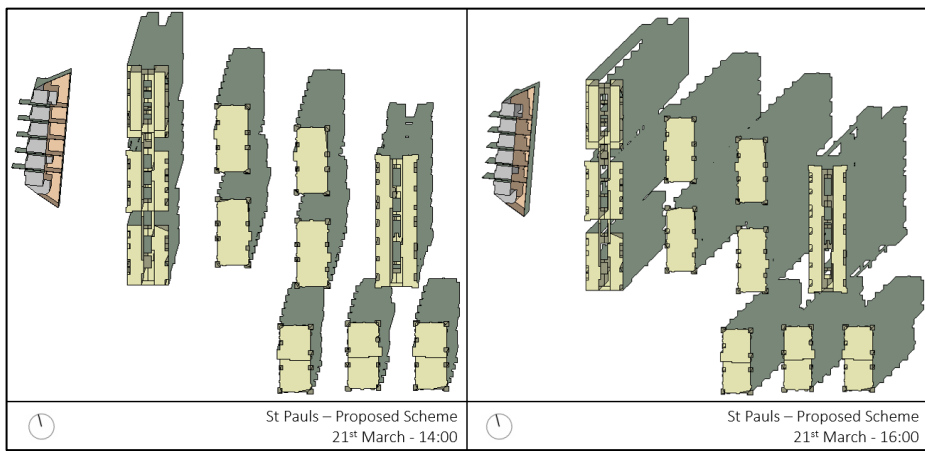 St Pauls – Proposed Scheme
21st March - 14:00
St Pauls – Proposed Scheme
21st March - 16:00